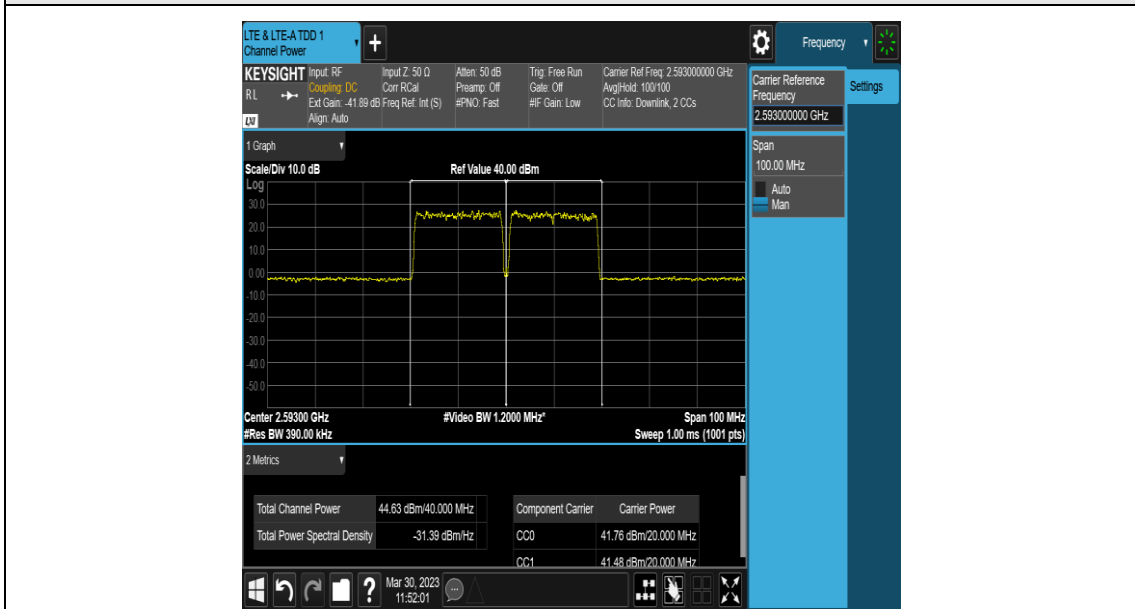 LTE & LTE-A TDD 1
Channel Power
+
Frequency
KEYSIGHT
RL
LXI
Input: RF
Coupling: DC
Ext Gain: -41.89 dB
Align: Auto
Input Z: 50 Ω
Corr RCal
Freq Ref: Int (S)
Atten: 50 dB
Preamp: Off
#PNO: Fast
Trig: Free Run
Gate: Off
#IF Gain: Low
Carrier Ref Freq: 2.593000000 GHz
Avg|Hold: 100/100
CC Info: Downlink, 2 CCs
Carrier Reference
Frequency
2.593000000 GHz
Settings
Span
100.00 MHz
Auto
Man
1 Graph
Scale/Div 10.0 dB
Ref Value 40.00 dBm
Log
30.0
20.0
10.0
0.00
-10.0
-20.0
-30.0
-40.0
-50.0
Center 2.59300 GHz
#Video BW 1.2000 MHz*
Span 100 MHz
#Res BW 390.00 kHz
Sweep 1.00 ms (1001 pts)
2 Metrics
Total Channel Power 44.63 dBm/40.000 MHz
Total Power Spectral Density -31.39 dBm/Hz
Component Carrier Carrier Power
CC0 41.76 dBm/20.000 MHz
CC1 41.48 dBm/20.000 MHz
?
Mar 30, 2023
11:52:01